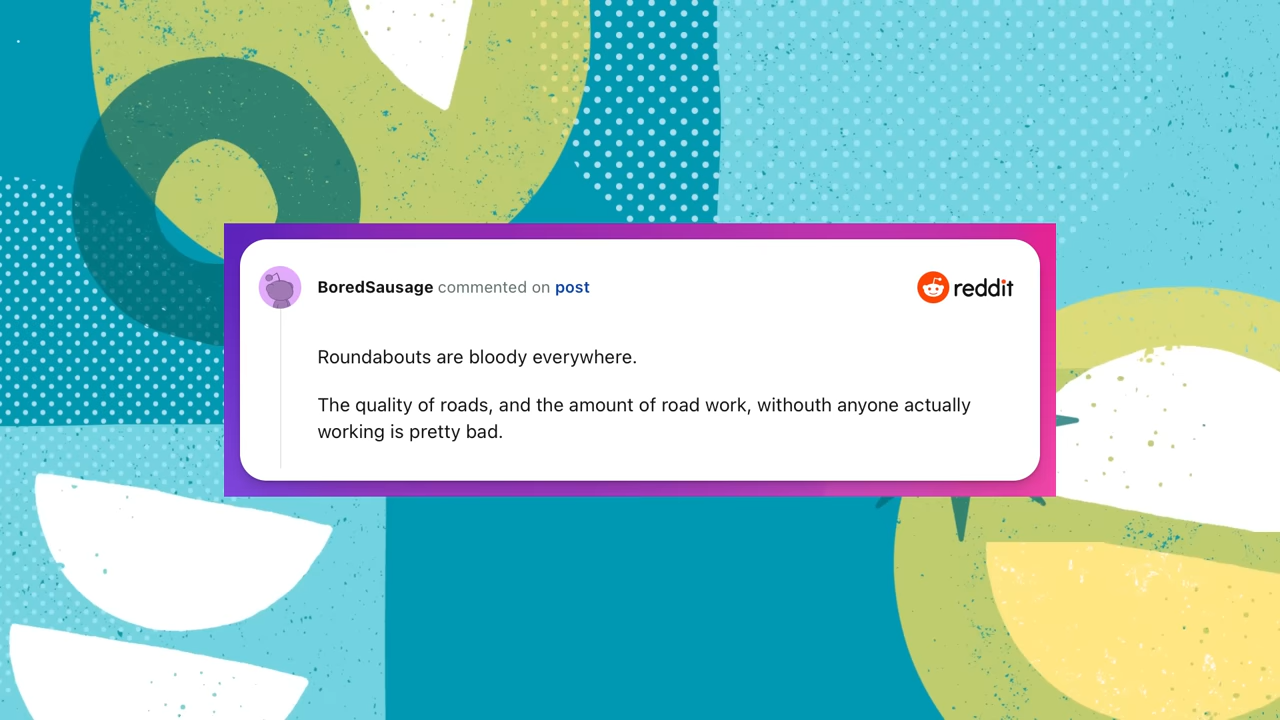 BoredSausage commented on post
reddit
Roundabouts are bloody everywhere.
The quality of roads, and the amount of road work, withouth anyone actually
working is pretty bad.